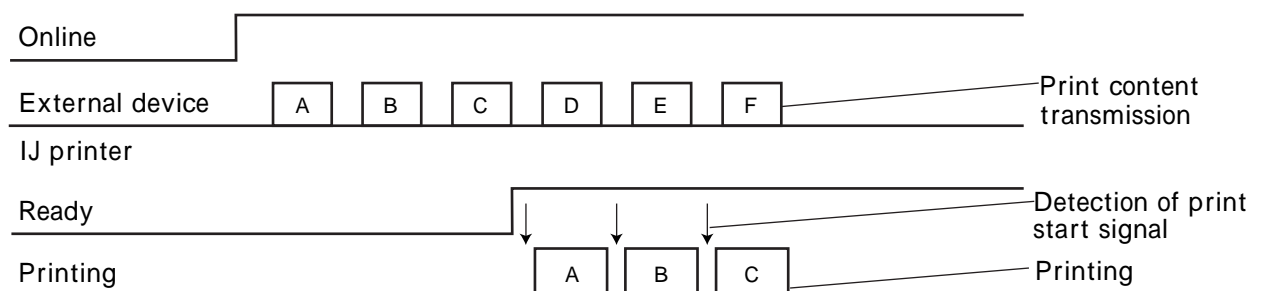 Online
External device
A
B
C
D
E
F
Print content
transmission
IJ printer
Ready
Detection of print
start signal
Printing
A
B
C
Printing